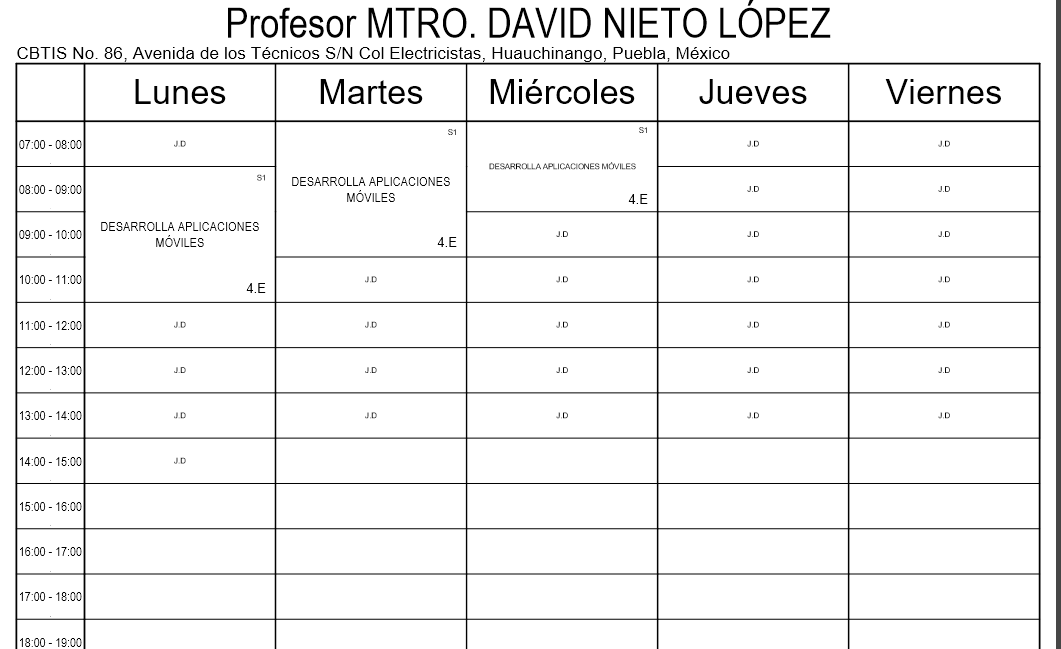 Profesor MTRO. DAVID NIETO LÓPEZ
CBTIS No. 86, Avenida de los Técnicos S/N Col Electricistas, Huauchinango, Puebla, México
Lunes Martes Miércoles Jueves Viernes
07:00 - 08:00 J.D S1 S1 J.D J.D
DESARROLLA APLICACIONES MÓVILES
08:00 - 09:00 S1 DESARROLLA APLICACIONES J.D J.D
MÓVILES 4.E
09:00 - 10:00 DESARROLLA APLICACIONES J.D J.D J.D
MÓVILES 4.E
10:00 - 11:00 4.E J.D J.D J.D J.D
11:00 - 12:00 J.D J.D J.D J.D J.D
12:00 - 13:00 J.D J.D J.D J.D J.D
13:00 - 14:00 J.D J.D J.D J.D J.D
14:00 - 15:00 J.D
15:00 - 16:00
16:00 - 17:00
17:00 - 18:00
18:00 - 19:00